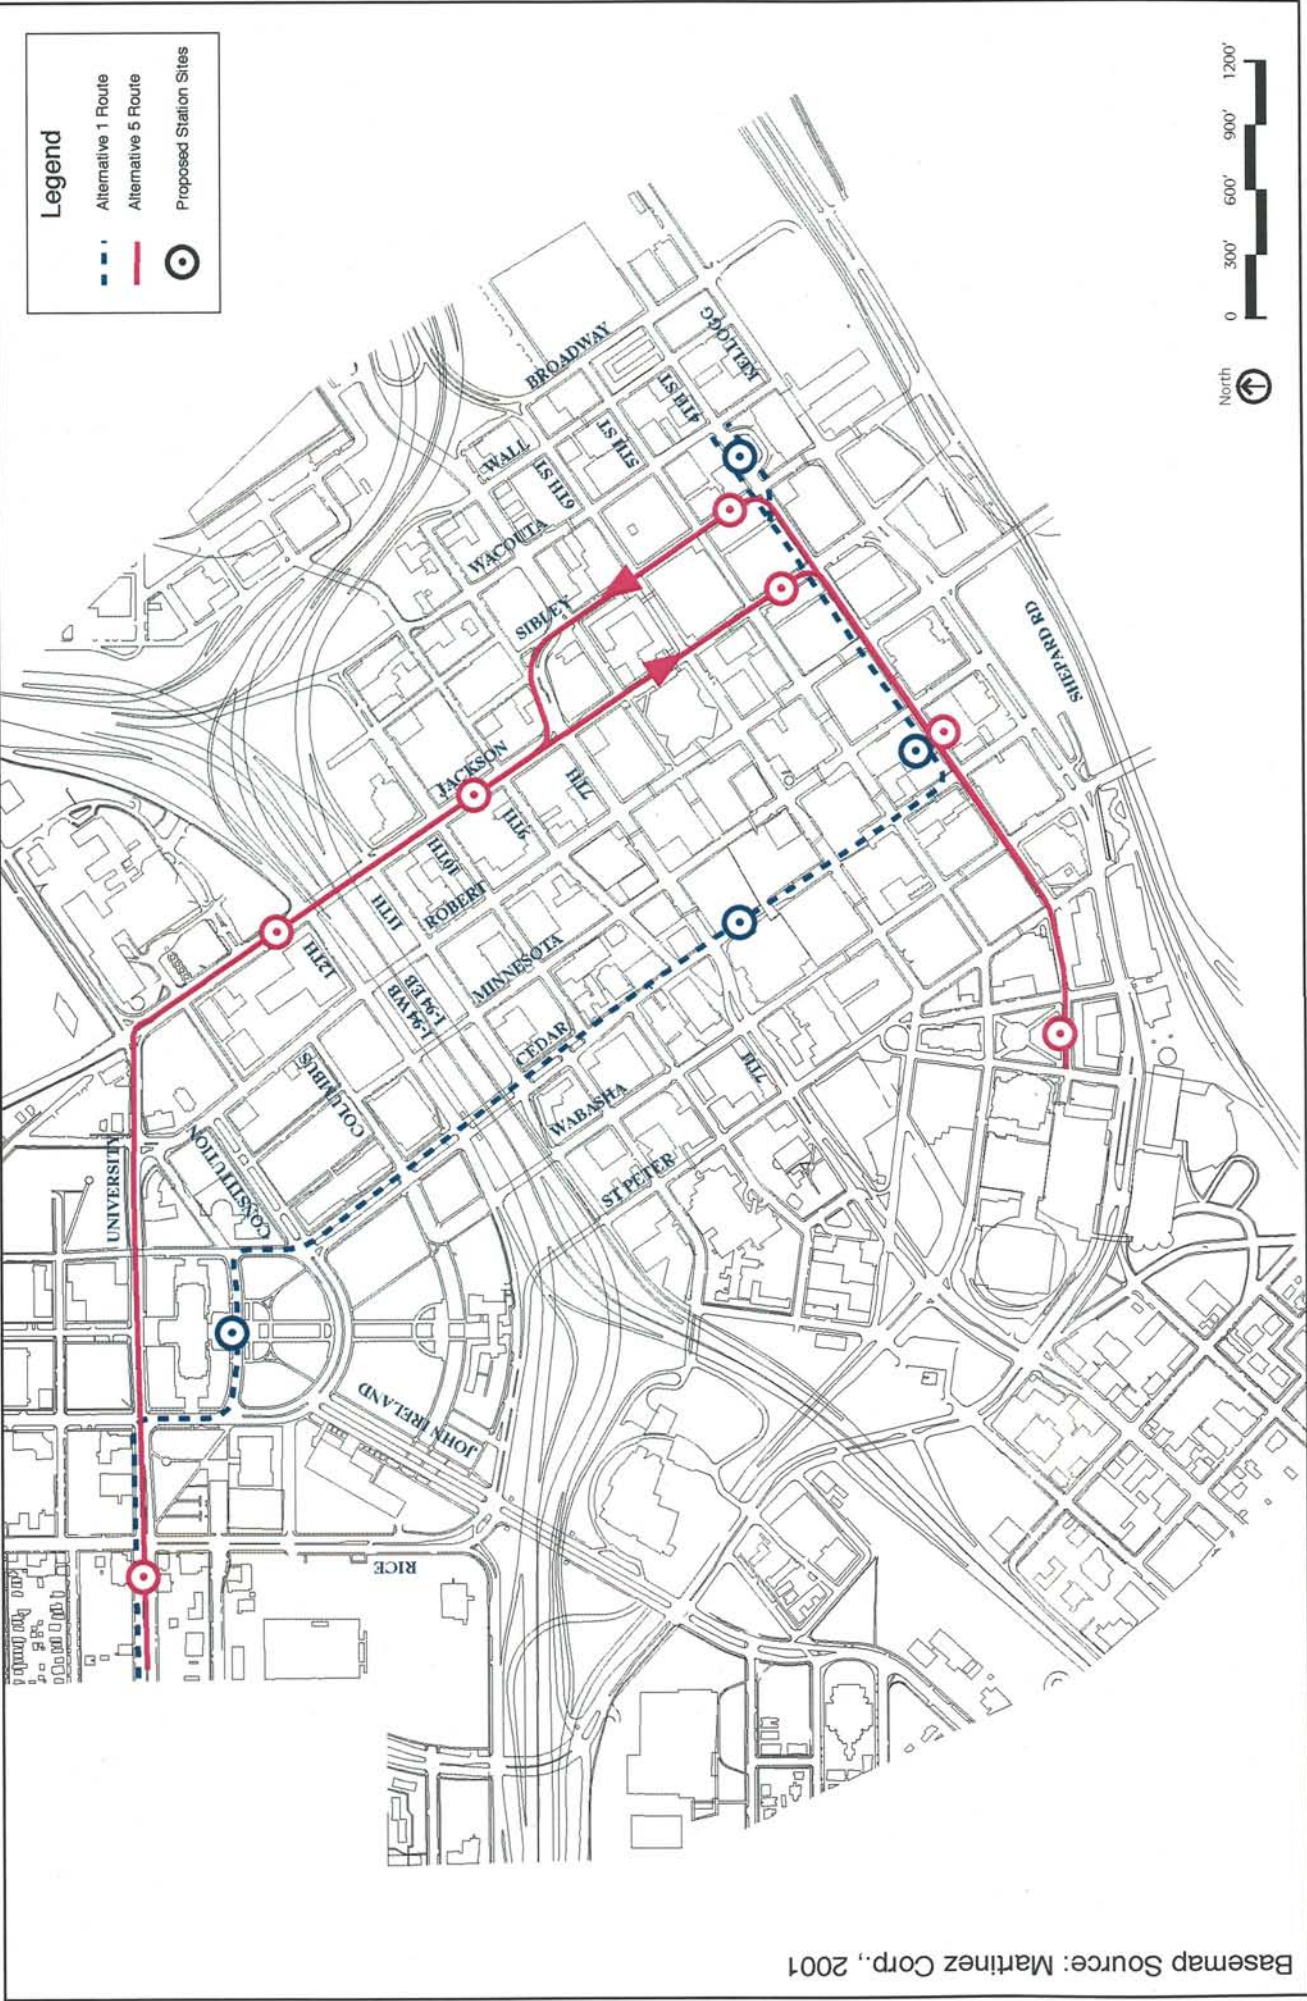 Legend
Alternative 1 Route
Alternative 5 Route
Proposed Station Sites
BROADWAY
KELLOGG
4TH ST
5TH ST
WALL
6TH ST
WACOUTA
SIBLEY
SHEPARD RD
JACKSON
7TH
9TH
10TH
ROBERT
11TH
12TH
MINNESOTA
I-94 EB
I-94 WB
CEDAR
COLUMBUS
WABASHA
7TH
CONSTITUTION
ST PETER
UNIVERSITY
JOHN IRELAND
RICE
North
0 300' 600' 900' 1200'
Basemap Source: Martinez Corp., 2001